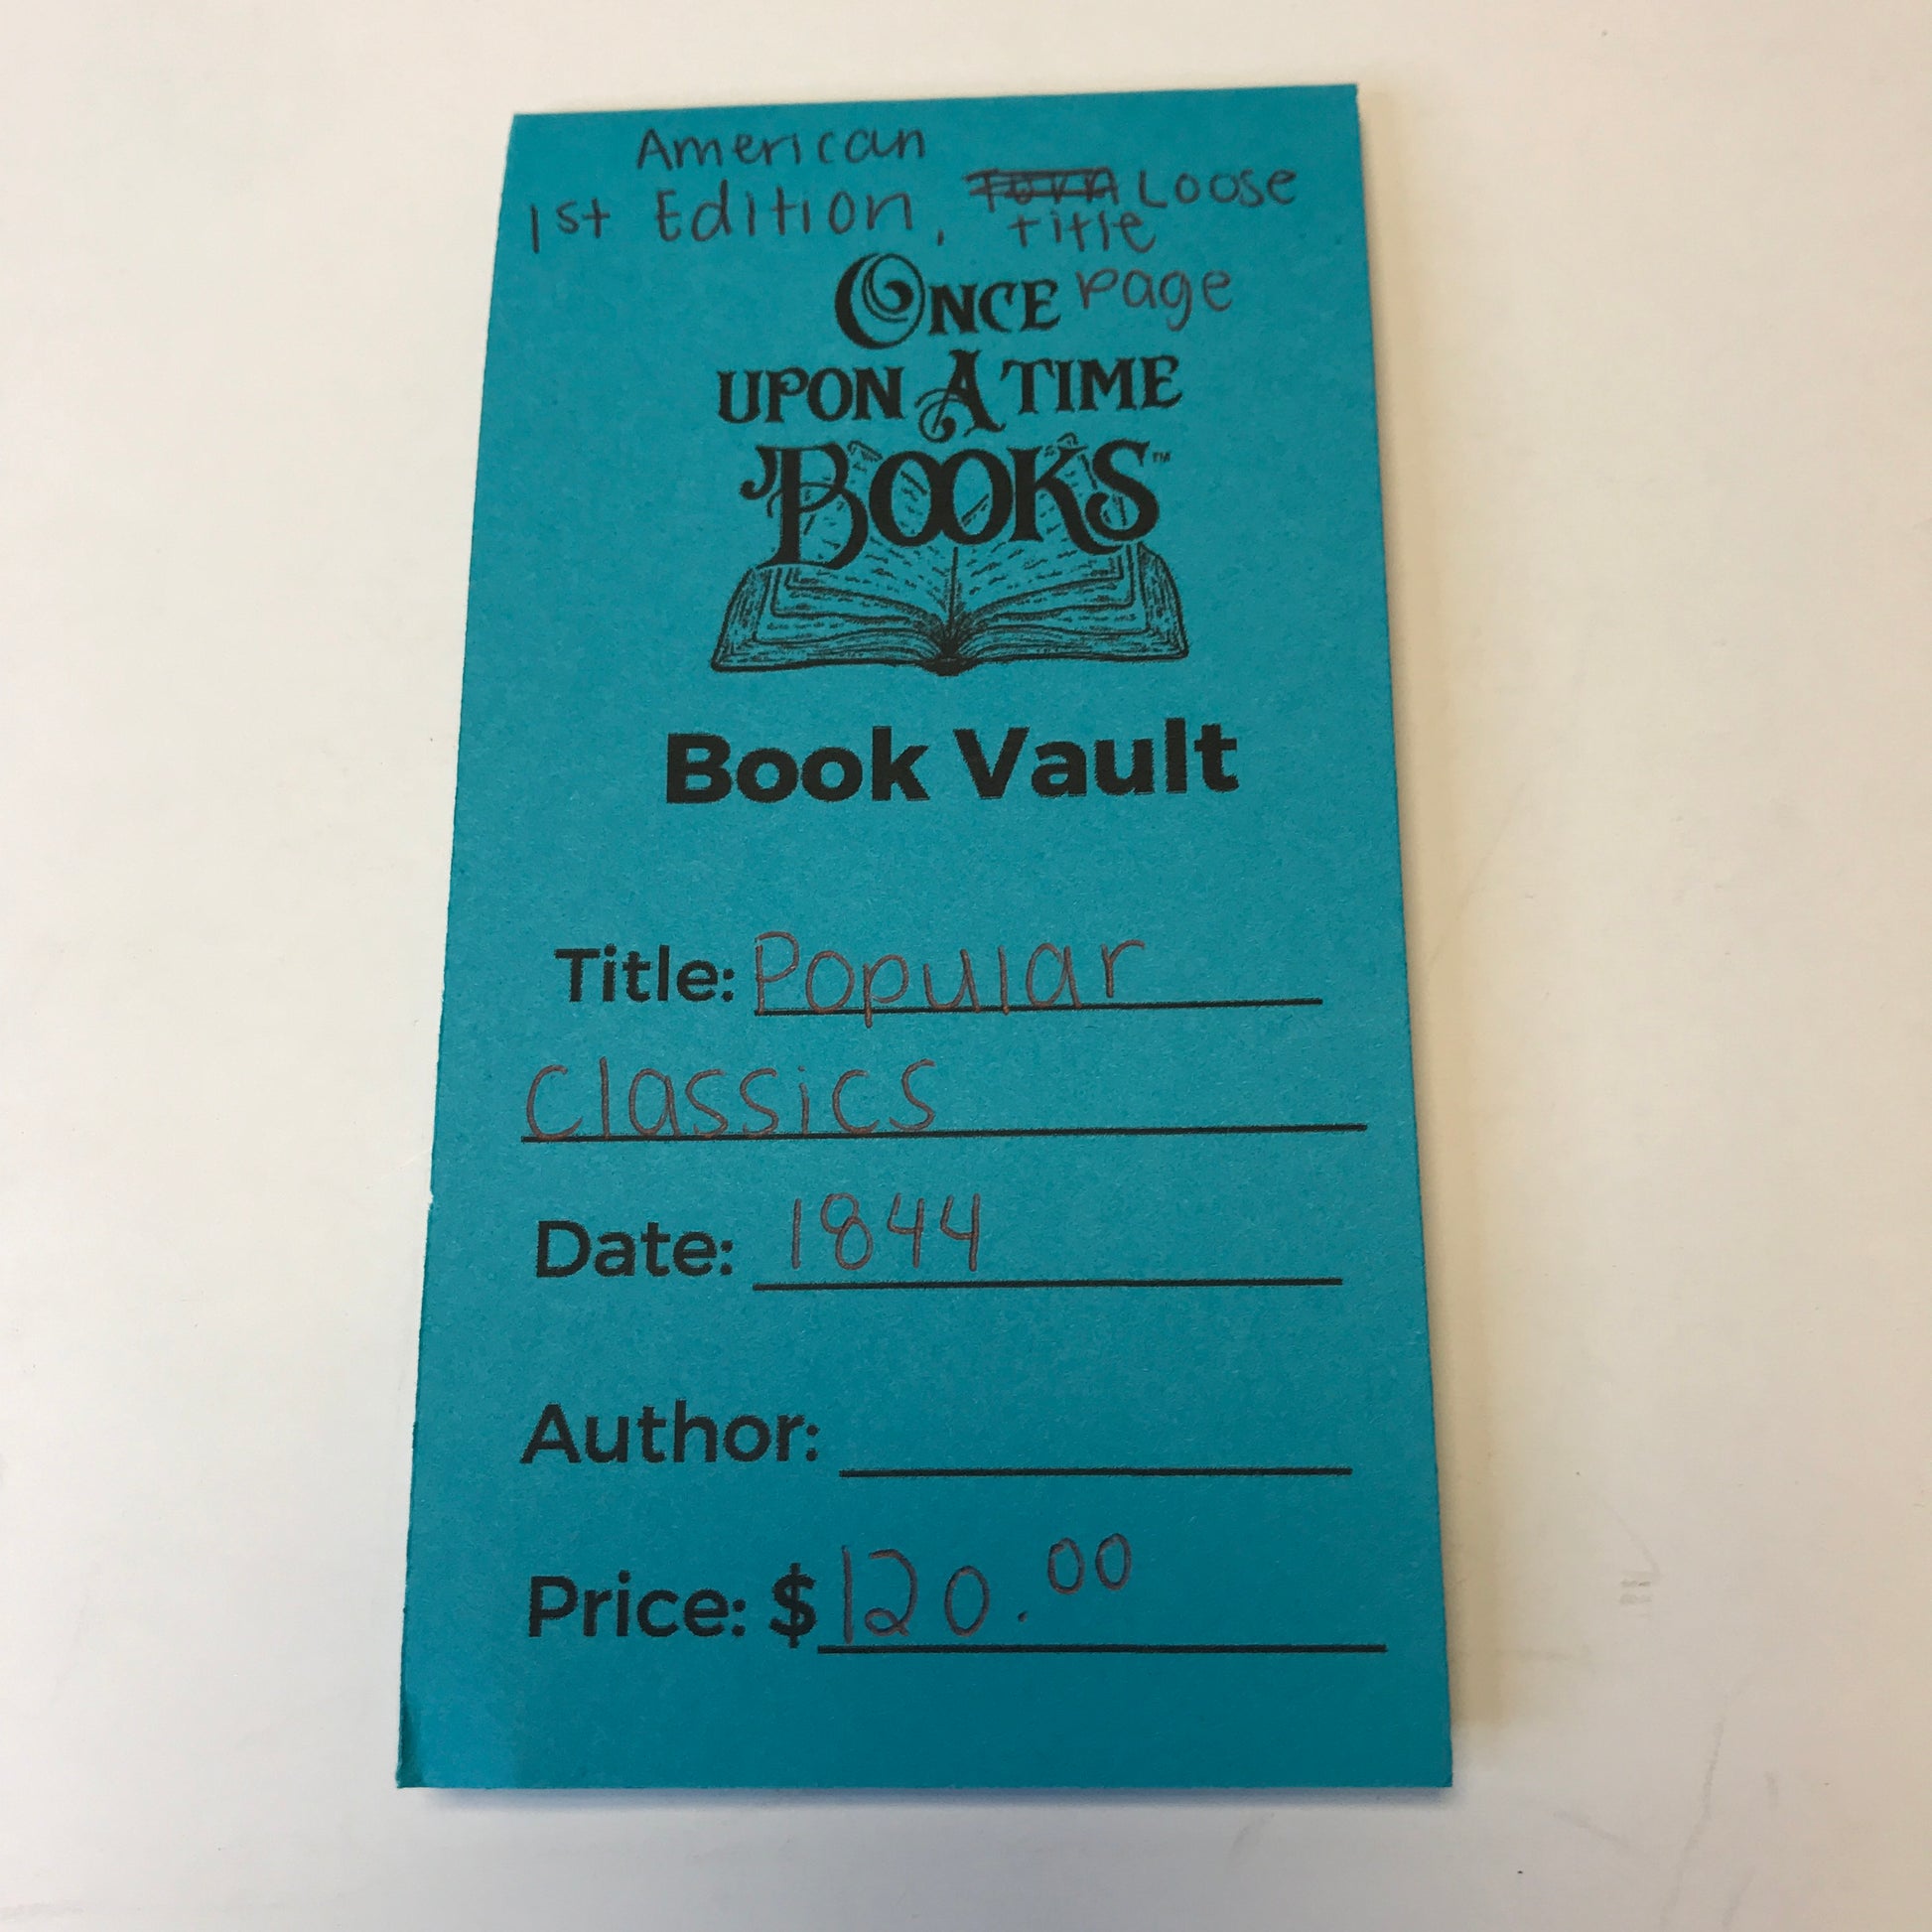 American
1st Edition, Loose
title
page
ONCE
UPON A TIME
BOOKS™
Book Vault
Title: Popular
Classics
Date: 1844
Author:
Price: $120.00